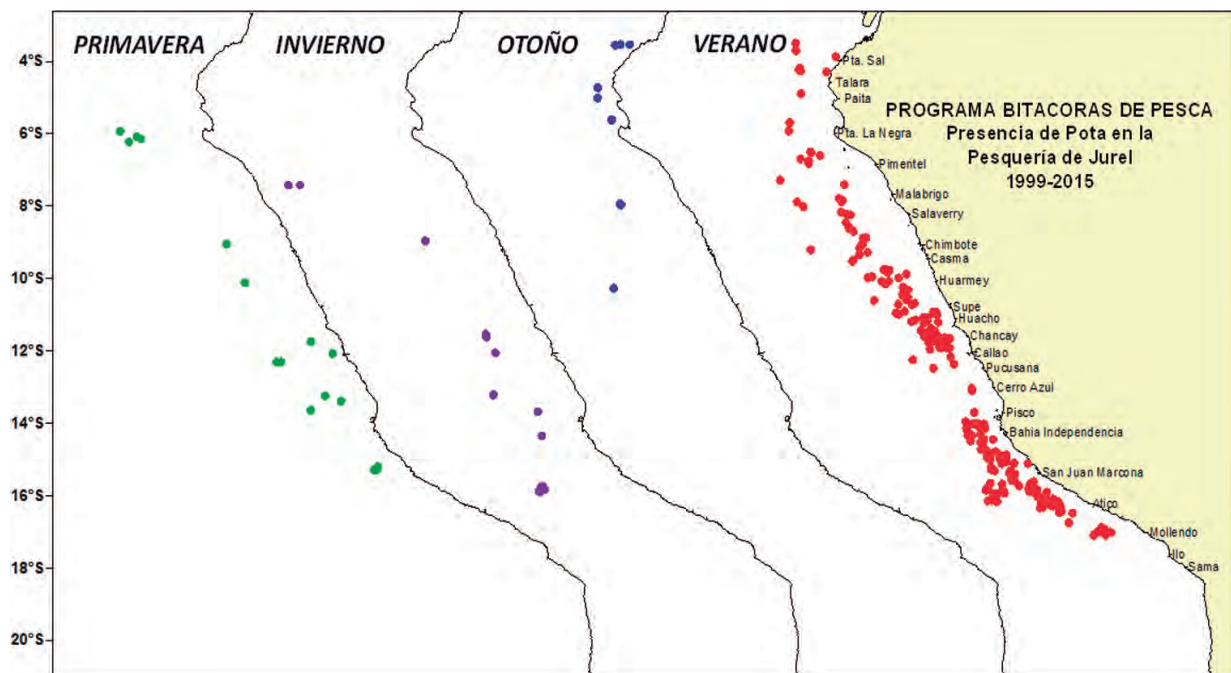 PRIMAVERA
INVIERNO
OTOÑO
VERANO
PROGRAMA BITACORAS DE PESCA
Presencia de Pota en la
Pesquería de Jurel
1999-2015
4°S
6°S
8°S
10°S
12°S
14°S
16°S
18°S
20°S
Pta. Sal
Talara
Paita
Pta. La Negra
Pimentel
Malabrigo
Salaverry
Chimbote
Casma
Huarmey
Supe
Huacho
Chancay
Callao
Pucusana
Cerro Azul
Pisco
Bahia Independencia
San Juan Marcona
Atico
Mollendo
Ilo
Sama